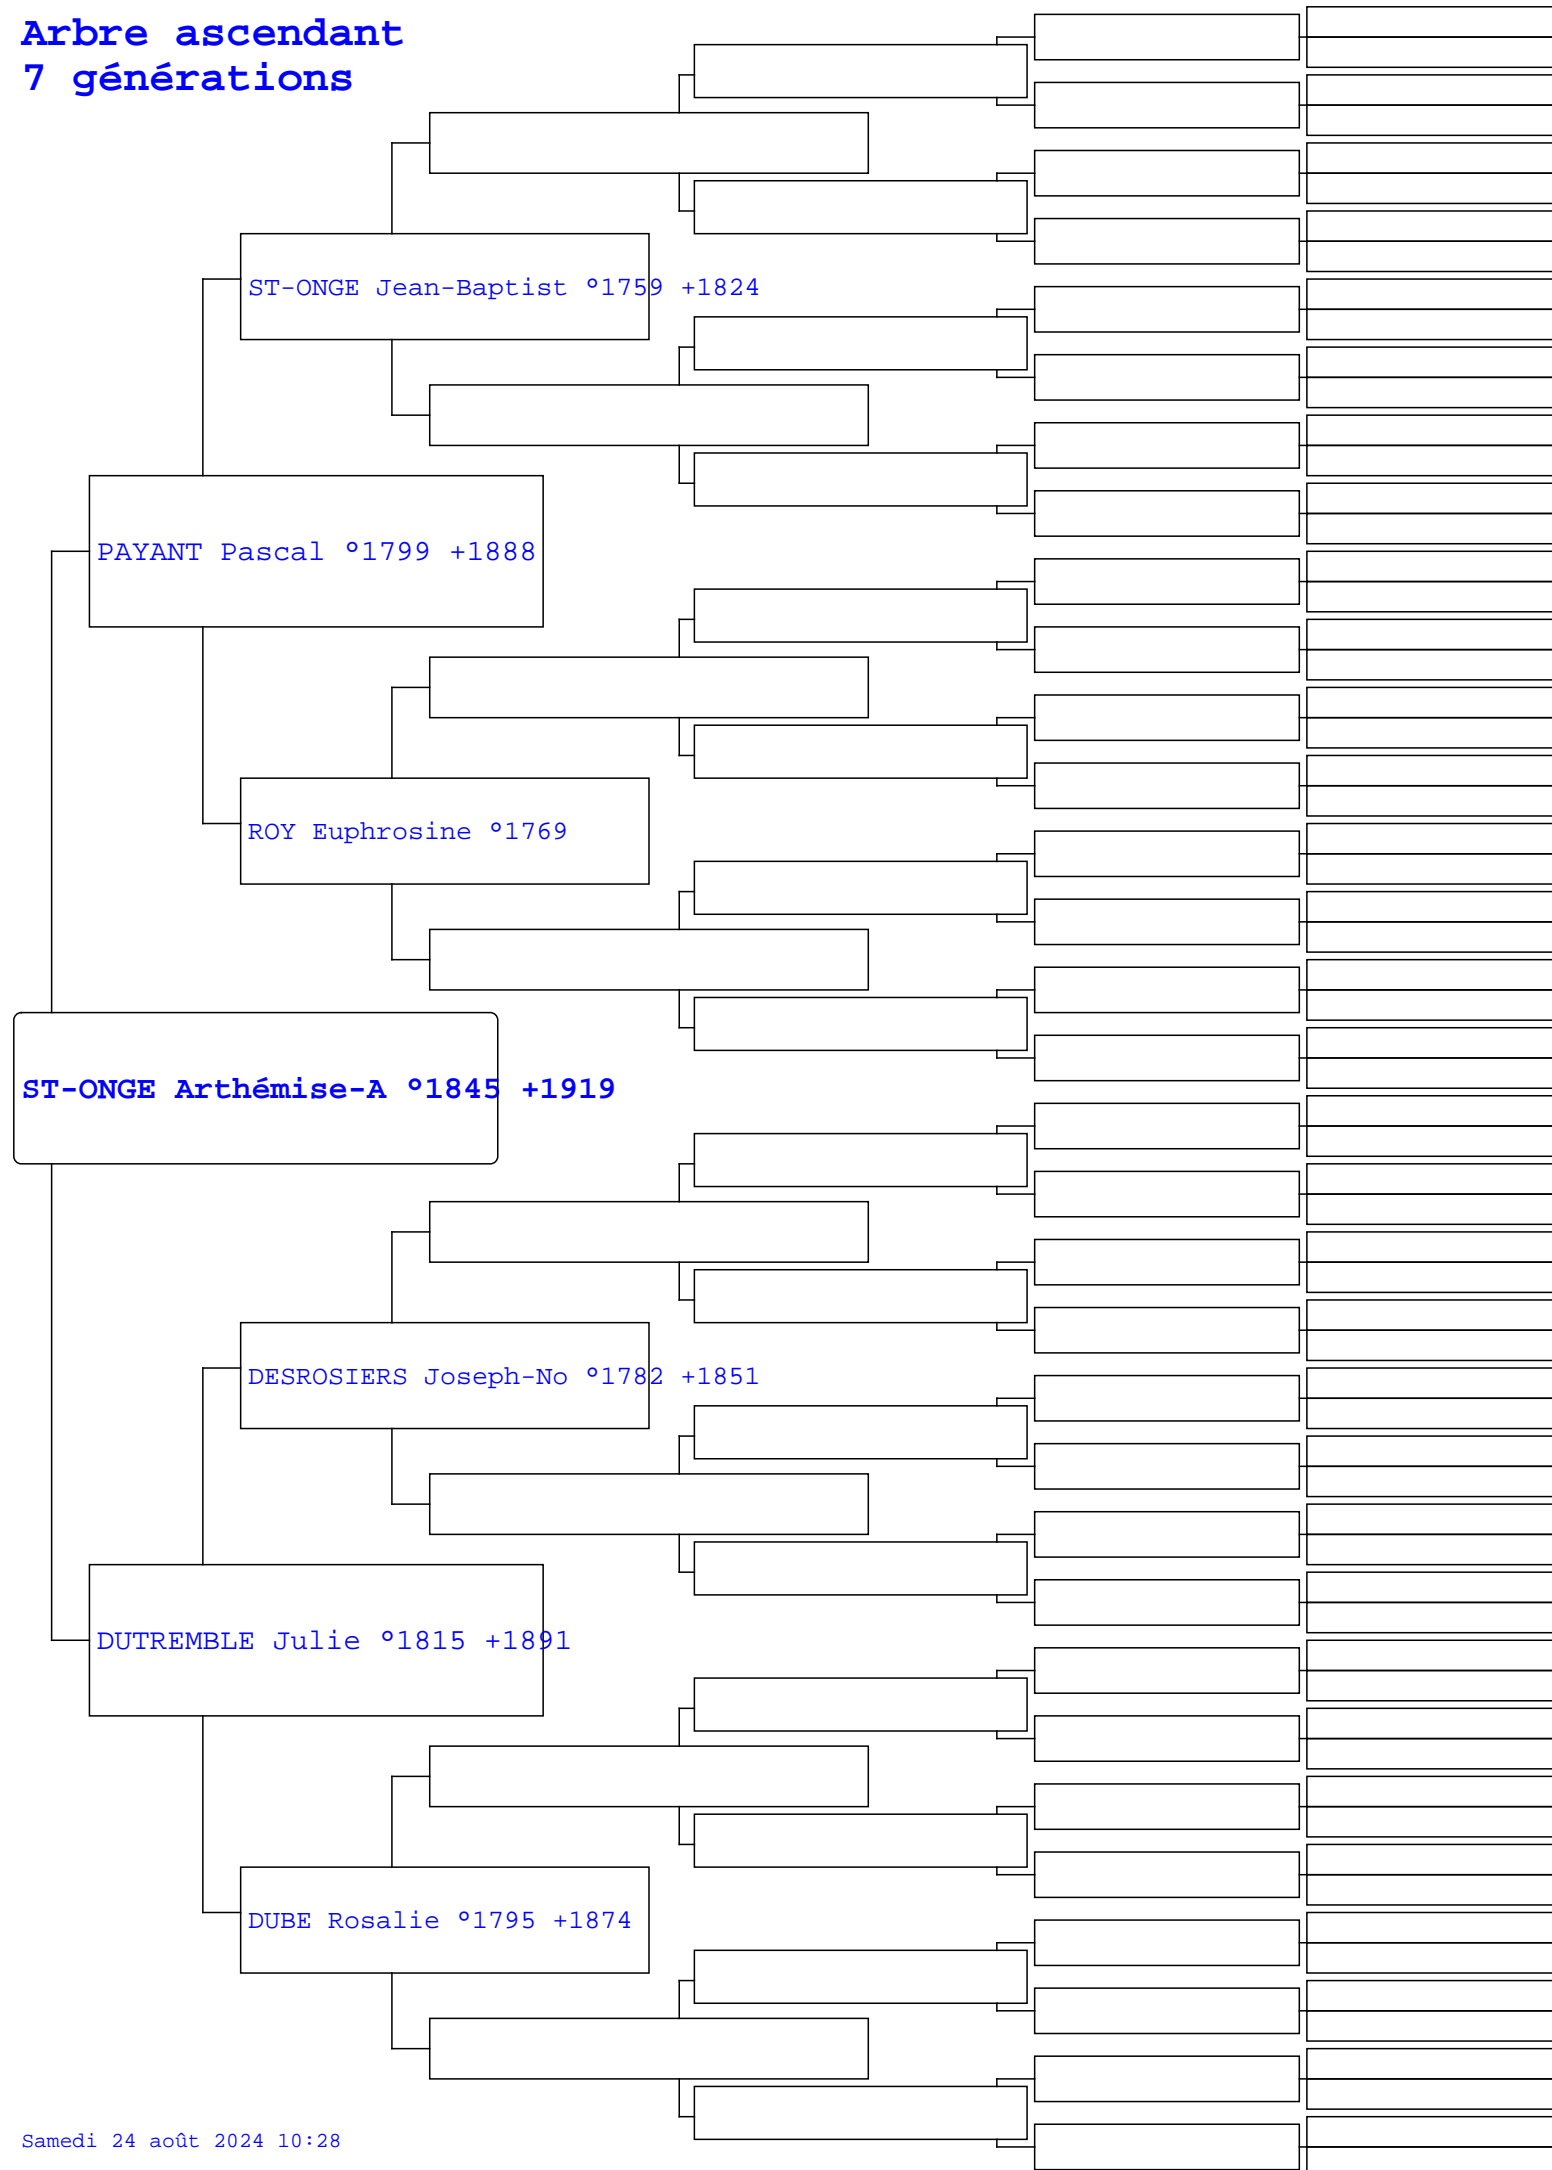 Arbre ascendant
7 générations
ST-ONGE Jean-Baptist °1759 +1824
PAYANT Pascal °1799 +1888
ROY Euphrosine °1769
ST-ONGE Arthémise-A °1845 +1919
DESROSIERS Joseph-No °1782 +1851
DUTREMBLE Julie °1815 +1891
DUBE Rosalie °1795 +1874
Samedi 24 août 2024 10:28